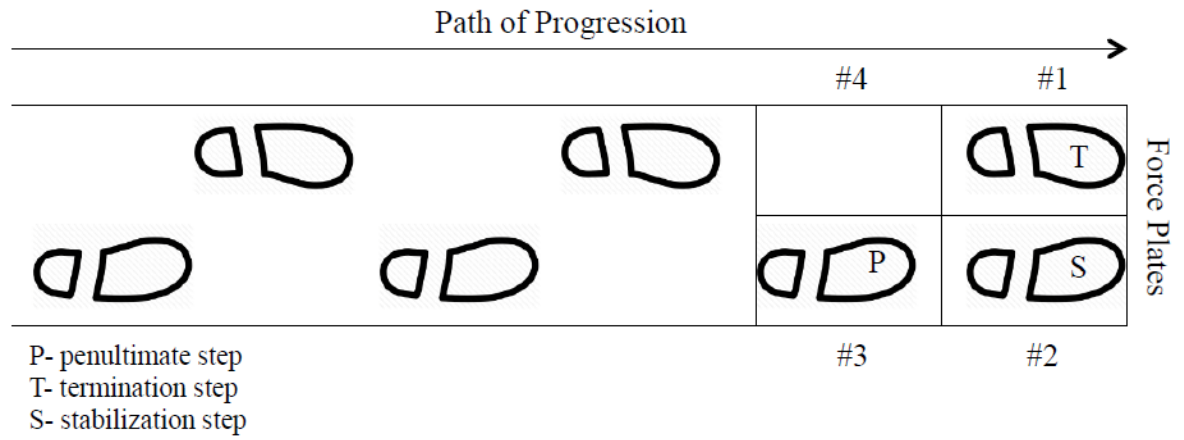 Path of Progression
#4
#1
T
Force Plates
P
S
#3
#2
P- penultimate step
T- termination step
S- stabilization step